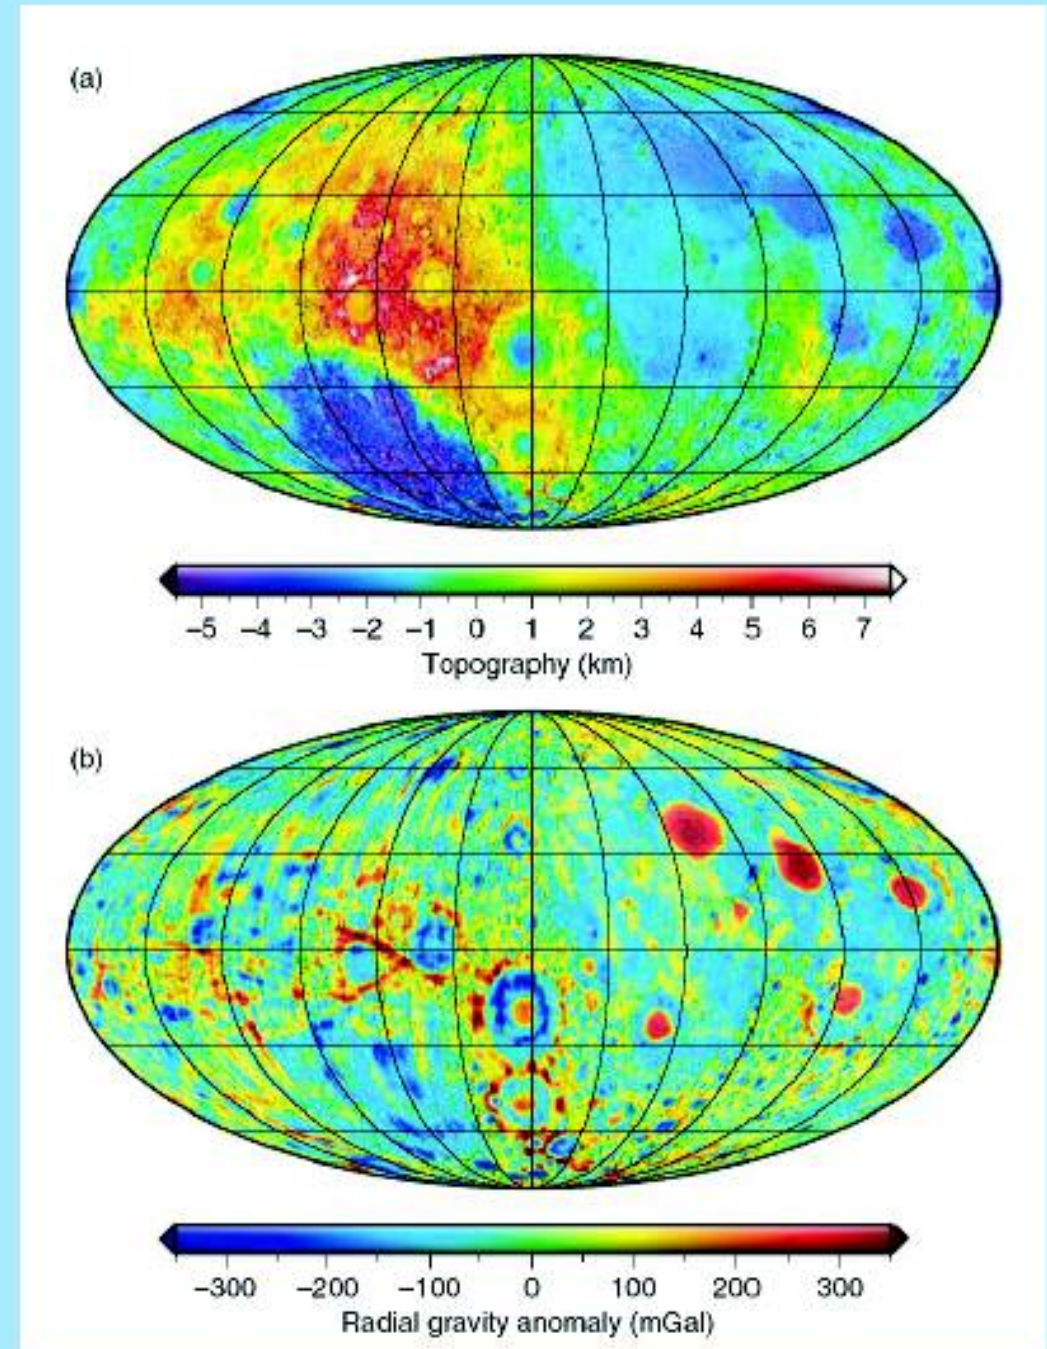 (a)
–5 –4 –3 –2 –1 0 1 2 3 4 5 6 7
Topography (km)
(b)
–300 –200 –100 0 100 200 300
Radial gravity anomaly (mGal)